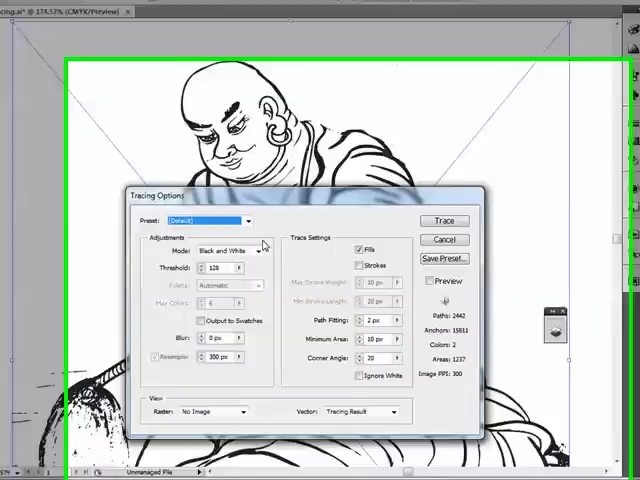 cing.ai* @ 174.57% (CMYK/Preview) ×
Tracing Options
Preset: [Default]
Trace
Adjustments
Trace Settings
Cancel
Mode: Black and White
Fills
Save Preset...
Threshold: 128
Strokes
Preview
Palette: Automatic
Max Stroke Weight: 10 px
Max Colors: 6
Min Stroke Length: 20 px
Output to Swatches
Path Fitting: 2 px
Paths: 2442
Anchors: 15811
Blur: 0 px
Minimum Area: 10 px
Colors: 2
Resample: 300 px
Corner Angle: 20
Areas: 1237
Ignore White
Image PPI: 300
View
Raster: No Image
Vector: Tracing Result
57% 1 Unmanaged File